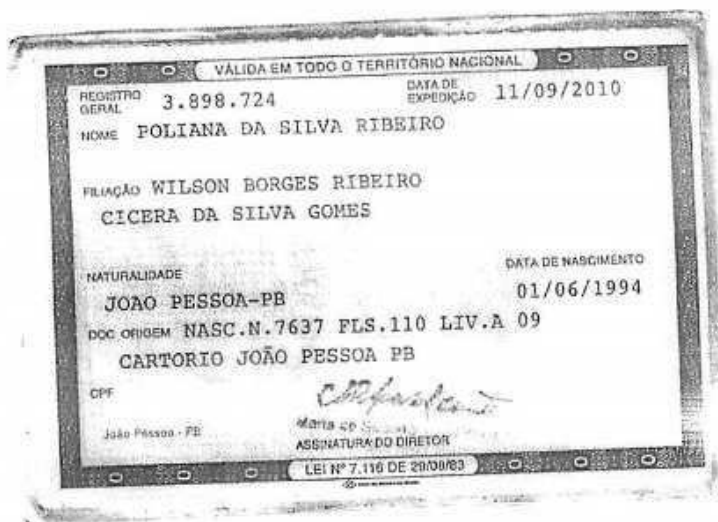 VÁLIDA EM TODO O TERRITÓRIO NACIONAL
REGISTRO GERAL 3.898.724 DATA DE EXPEDIÇÃO 11/09/2010
NOME POLIANA DA SILVA RIBEIRO
FILIAÇÃO WILSON BORGES RIBEIRO
CICERA DA SILVA GOMES
NATURALIDADE DATA DE NASCIMENTO
JOAO PESSOA-PB 01/06/1994
DOC ORIGEM NASC.N.7637 FLS.110 LIV.A 09
CARTORIO JOÃO PESSOA PB
CPF
João Pessoa - PB Maria
ASSINATURA DO DIRETOR
LEI Nº 7.116 DE 29/08/83